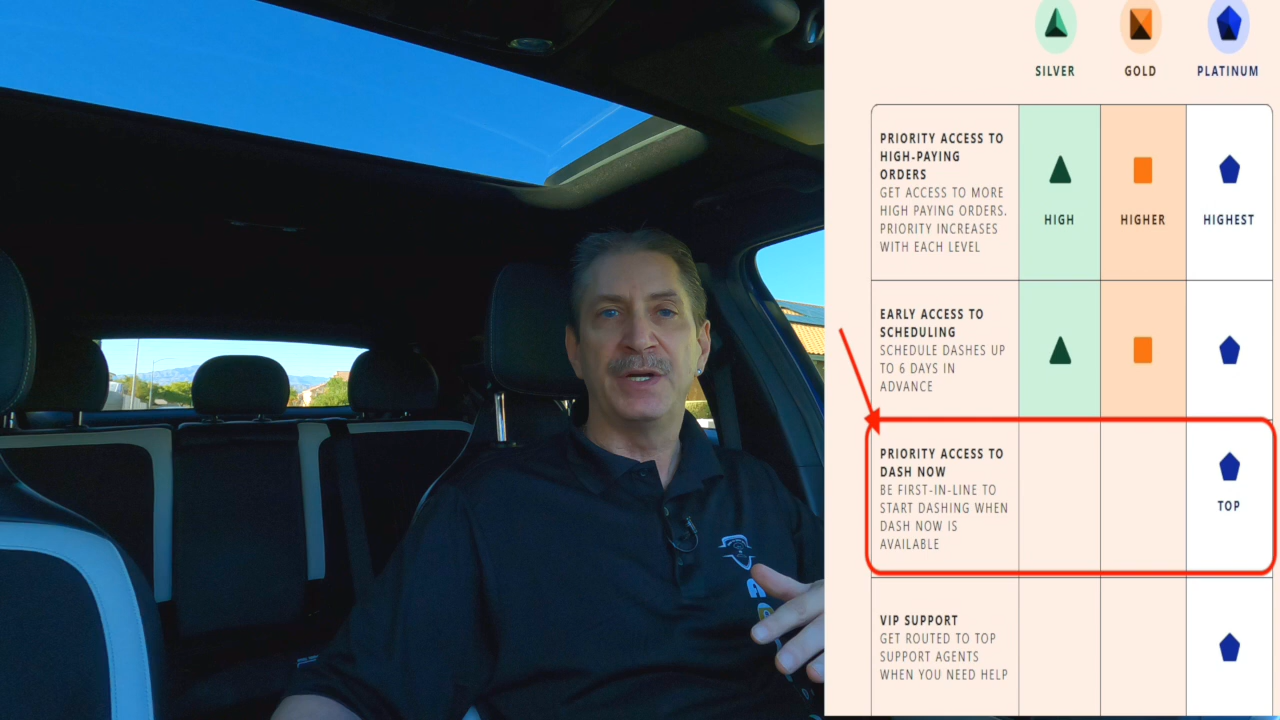 SILVER GOLD PLATINUM
PRIORITY ACCESS TO
HIGH-PAYING
ORDERS
GET ACCESS TO MORE
HIGH PAYING ORDERS.
PRIORITY INCREASES
WITH EACH LEVEL
HIGH HIGHER HIGHEST
EARLY ACCESS TO
SCHEDULING
SCHEDULE DASHES UP
TO 6 DAYS IN
ADVANCE
PRIORITY ACCESS TO
DASH NOW
BE FIRST-IN-LINE TO
START DASHING WHEN
DASH NOW IS
AVAILABLE
TOP
VIP SUPPORT
GET ROUTED TO TOP
SUPPORT AGENTS
WHEN YOU NEED HELP